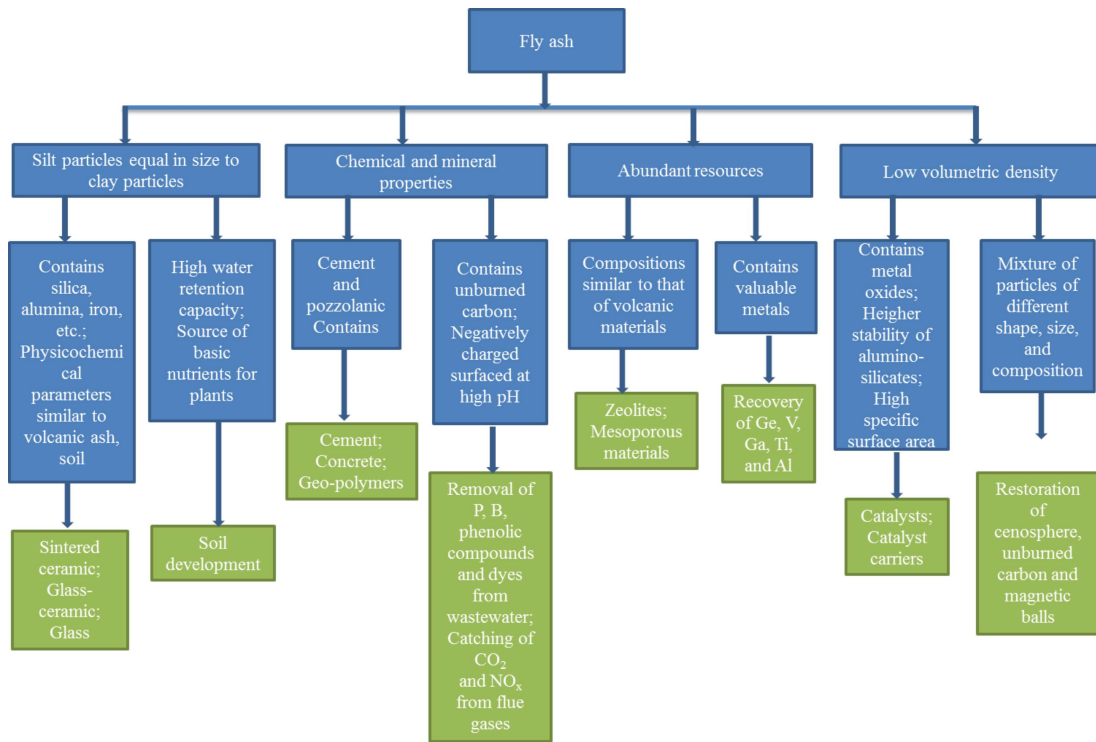 Fly ash
Silt particles equal in size to
clay particles
Chemical and mineral
properties
Abundant resources
Low volumetric density
Contains
silica,
alumina, iron,
etc.;
Physicochemi
cal
parameters
similar to
volcanic ash,
soil
High water
retention
capacity;
Source of
basic
nutrients for
plants
Cement
and
pozzolanic
Contains
Contains
unburned
carbon;
Negatively
charged
surfaced at
high pH
Compositions
similar to that
of volcanic
materials
Contains
valuable
metals
Contains
metal
oxides;
Heigher
stability of
alumino-
silicates;
High
specific
surface area
Mixture of
particles of
different
shape, size,
and
composition
Sintered
ceramic;
Glass-
ceramic;
Glass
Soil
development
Cement;
Concrete;
Geo-polymers
Removal of
P, B,
phenolic
compounds
and dyes
from
wastewater;
Catching of
CO₂
and NOₓ
from flue
gases
Zeolites;
Mesoporous
materials
Recovery
of Ge, V,
Ga, Ti,
and Al
Catalysts;
Catalyst
carriers
Restoration
of
cenosphere,
unburned
carbon and
magnetic
balls